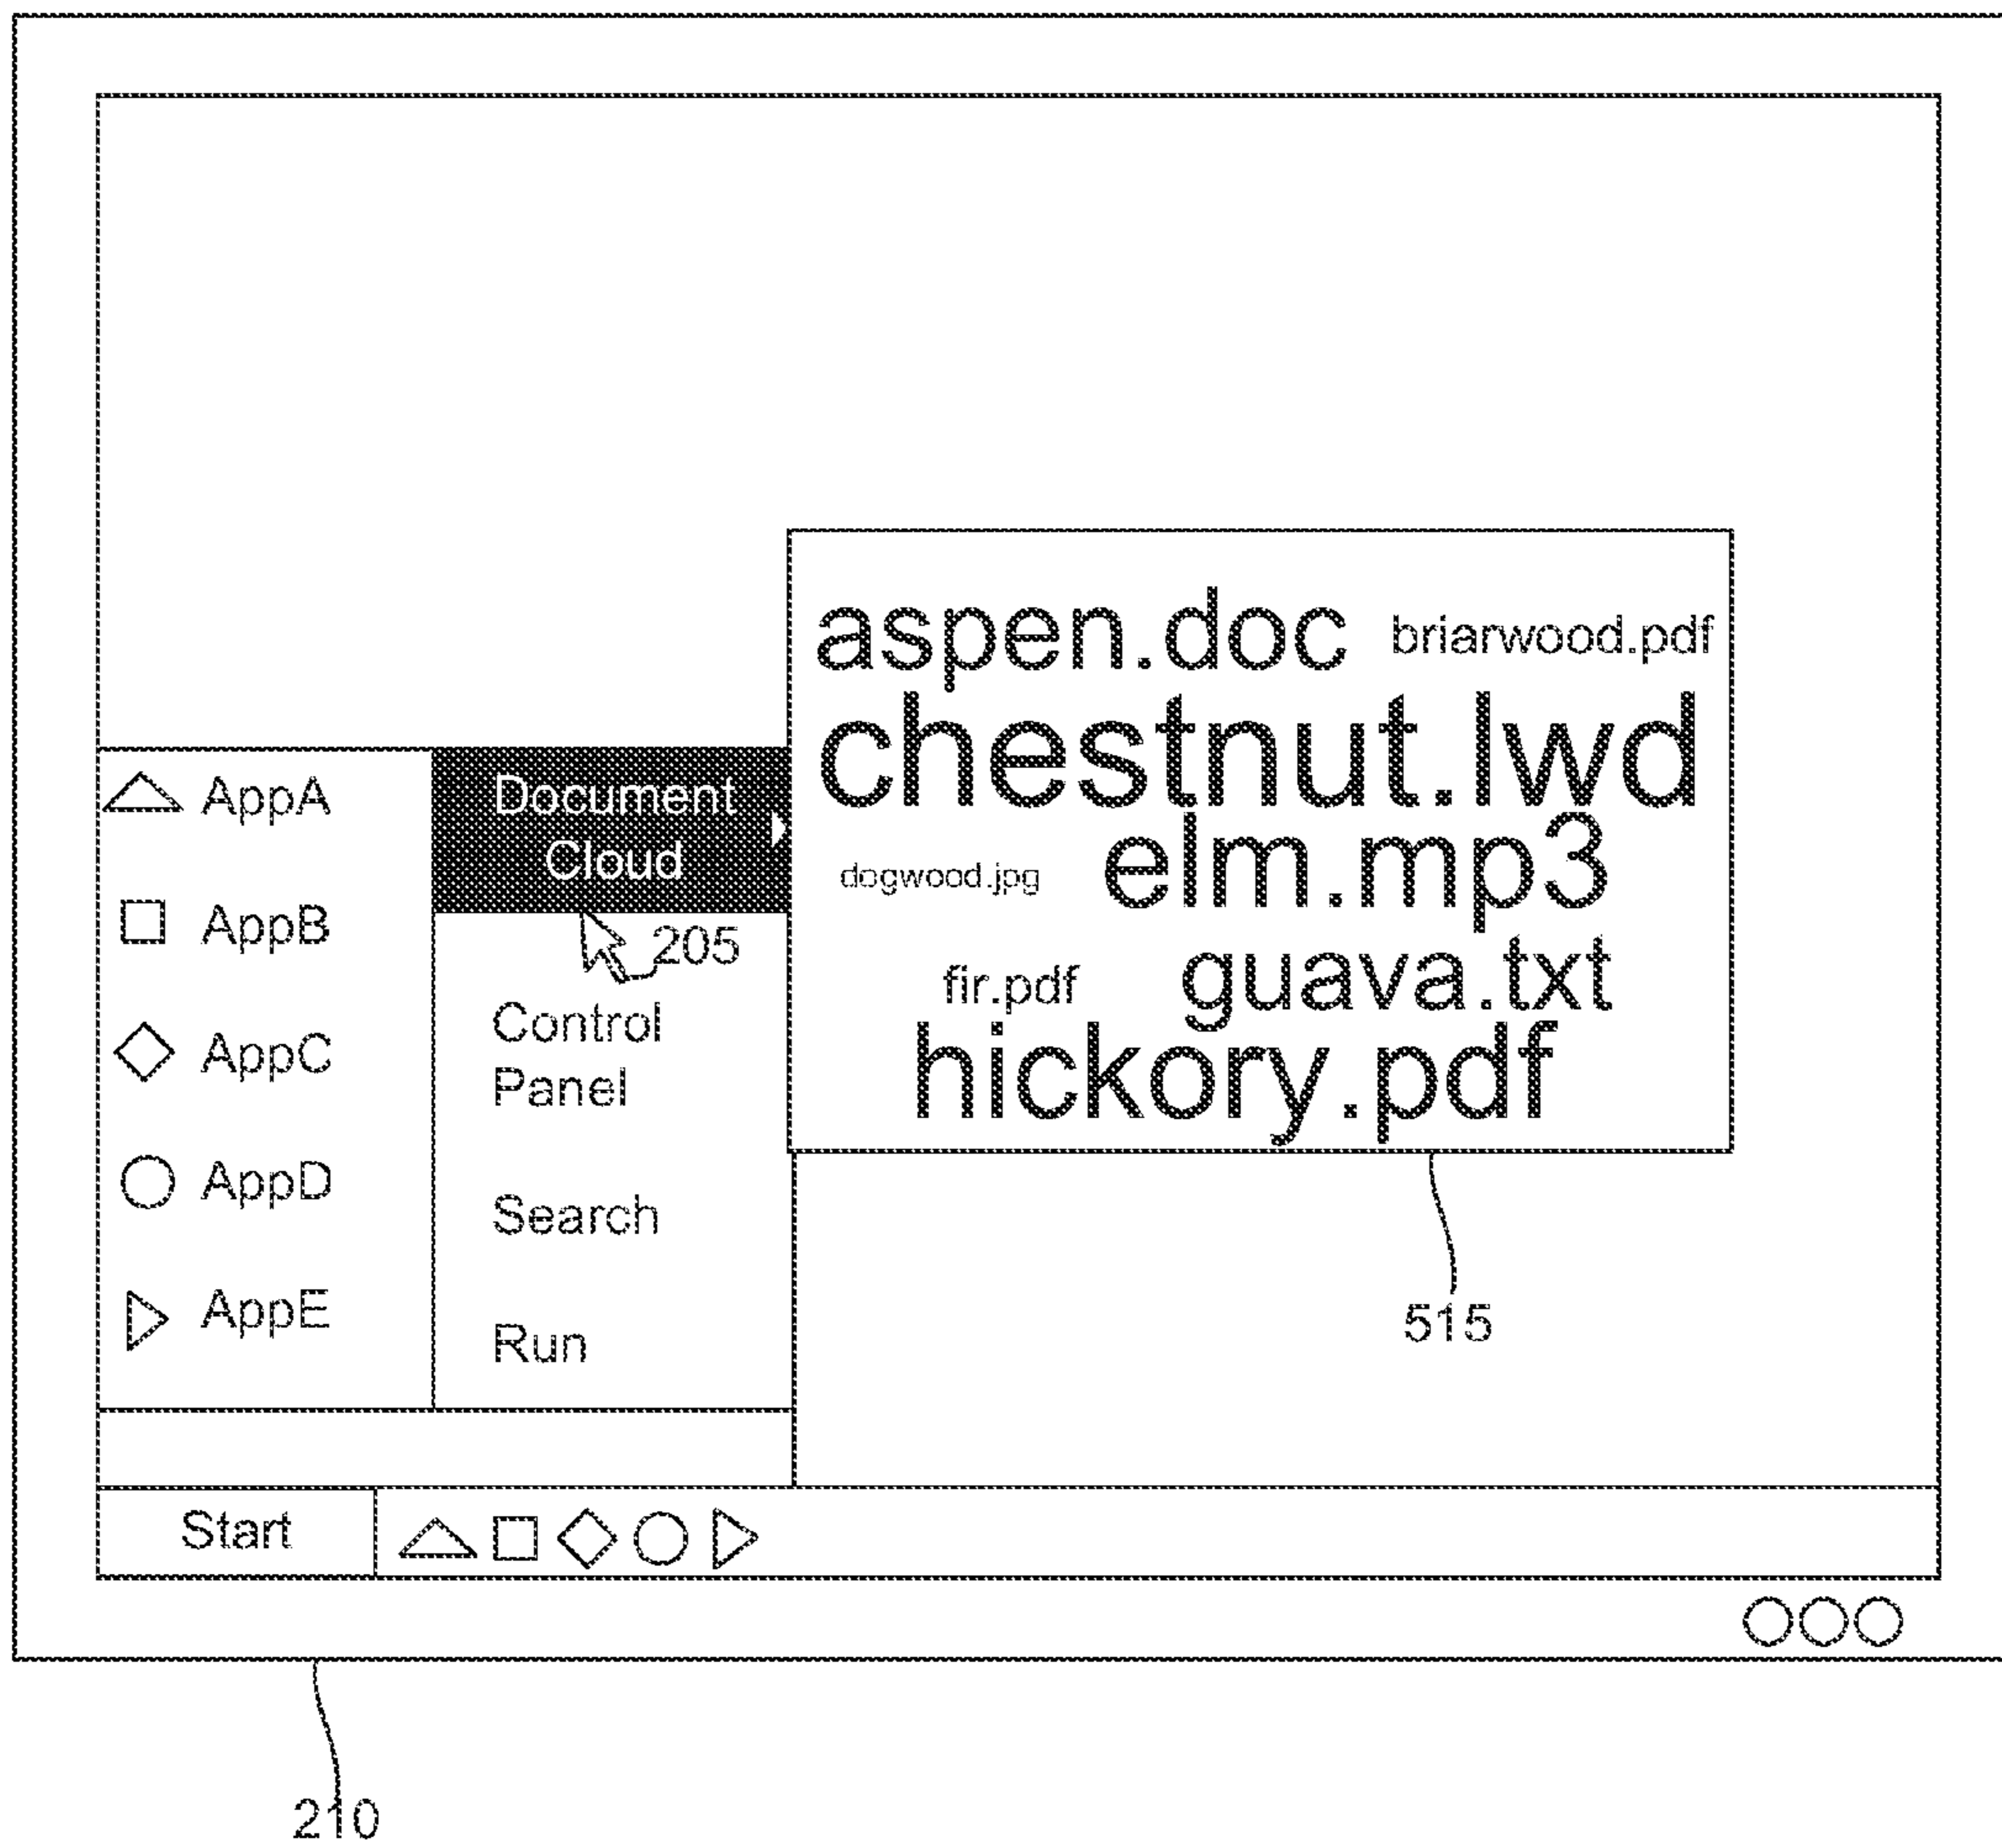 aspen.doc briarwood.pdf
chestnut.lwd
dogwood.jpg elm.mp3
fir.pdf guava.txt
hickory.pdf
AppA
AppB
AppC
AppD
AppE
Document
Cloud
205
Control
Panel
Search
Run
515
Start
210